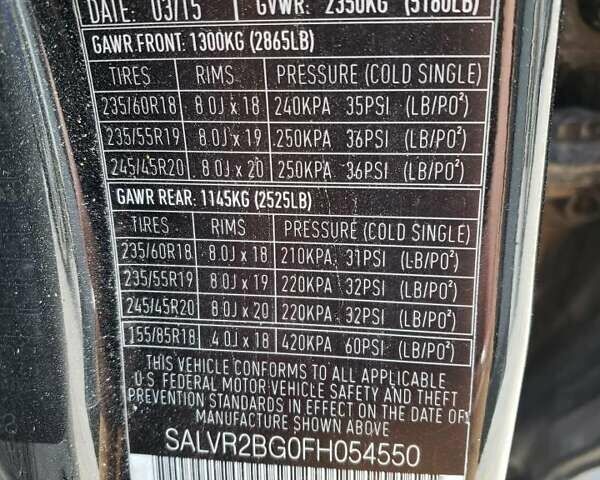 DATE: 03/15 GVWR: 2350KG (5180LB)
GAWR FRONT: 1300KG (2865LB)
TIRES RIMS PRESSURE (COLD SINGLE)
235/60R18 8.0J x 18 240KPA 35PSI (LB/PO²)
235/55R19 8.0J x 19 250KPA 36PSI (LB/PO²)
245/45R20 8.0J x 20 250KPA 36PSI (LB/PO²)
GAWR REAR: 1145KG (2525LB)
TIRES RIMS PRESSURE (COLD SINGLE)
235/60R18 8.0J x 18 210KPA 31PSI (LB/PO²)
235/55R19 8.0J x 19 220KPA 32PSI (LB/PO²)
245/45R20 8.0J x 20 220KPA 32PSI (LB/PO²)
155/85R18 4.0J x 18 420KPA 60PSI (LB/PO²)
THIS VEHICLE CONFORMS TO ALL APPLICABLE
U.S. FEDERAL MOTOR VEHICLE SAFETY AND THEFT
PREVENTION STANDARDS IN EFFECT ON THE DATE OF
MANUFACTURE SHOWN ABOVE
SALVR2BG0FH054550